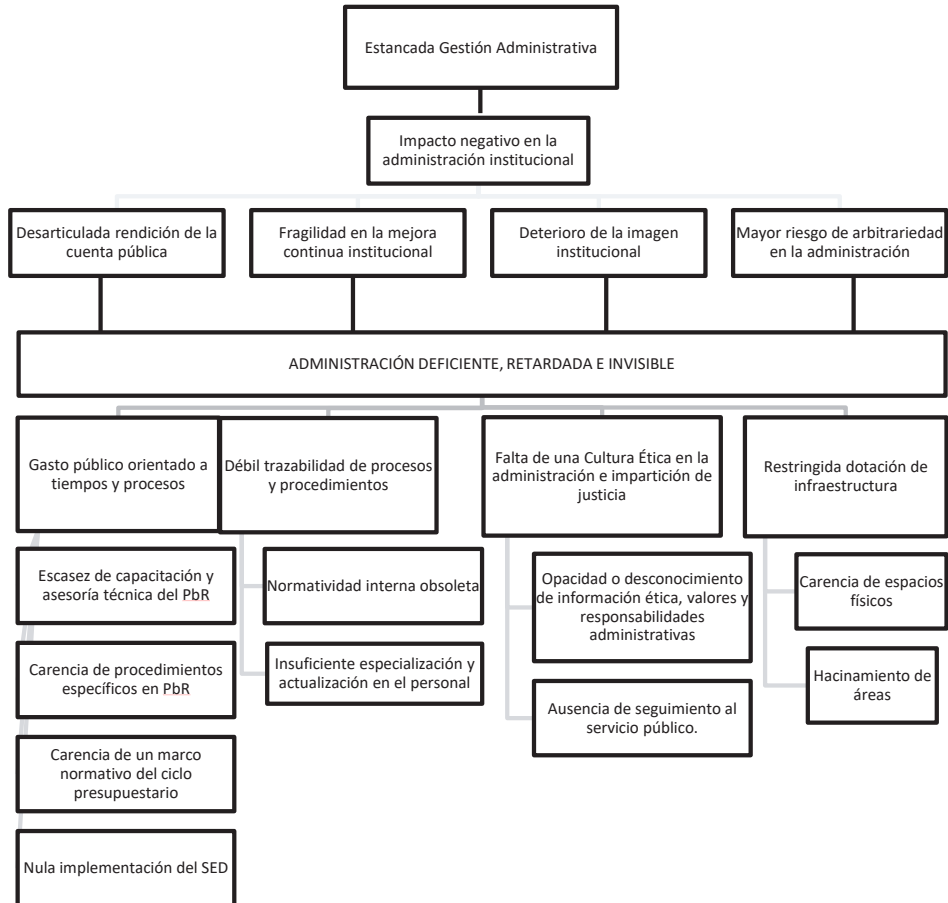 Estancada Gestión Administrativa
Impacto negativo en la
administración institucional
Desarticulada rendición de la
cuenta pública
Fragilidad en la mejora
continua institucional
Deterioro de la imagen
institucional
Mayor riesgo de arbitrariedad
en la administración
ADMINISTRACIÓN DEFICIENTE, RETARDADA E INVISIBLE
Gasto público orientado a
tiempos y procesos
Débil trazabilidad de procesos
y procedimientos
Falta de una Cultura Ética en la
administración e impartición de
justicia
Restringida dotación de
infraestructura
Escasez de capacitación y
asesoría técnica del PbR
Carencia de procedimientos
específicos en PbR
Carencia de un marco
normativo del ciclo
presupuestario
Nula implementación del SED
Normatividad interna obsoleta
Insuficiente especialización y
actualización en el personal
Opacidad o desconocimiento
de información ética, valores y
responsabilidades
administrativas
Ausencia de seguimiento al
servicio público.
Carencia de espacios
físicos
Hacinamiento de
áreas